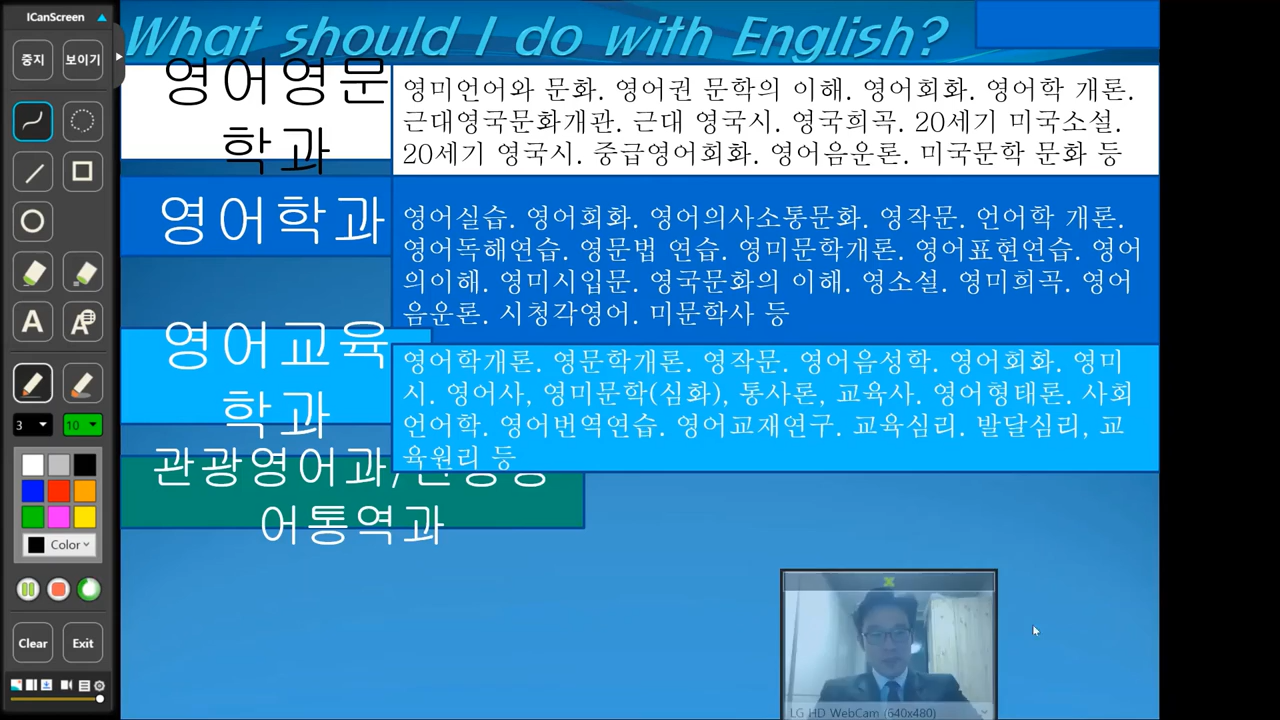 ICanScreen
중지
보이기
What should I do with English?
영어영문
학과
영미언어와 문화. 영어권 문학의 이해. 영어회화. 영어학 개론.
근대영국문화개관. 근대 영국시. 영국희곡. 20세기 미국소설.
20세기 영국시. 중급영어회화. 영어음운론. 미국문학 문화 등
영어학과
영어실습. 영어회화. 영어의사소통문화. 영작문. 언어학 개론.
영어독해연습. 영문법 연습. 영미문학개론. 영어표현연습. 영어
의이해. 영미시입문. 영국문화의 이해. 영소설. 영미희곡. 영어
음운론. 시청각영어. 미문학사 등
영어교육
학과
영어학개론. 영문학개론. 영작문. 영어음성학. 영어회화. 영미
시. 영어사, 영미문학(심화), 통사론, 교육사. 영어형태론. 사회
언어학. 영어번역연습. 영어교재연구. 교육심리. 발달심리, 교
육원리 등
관광영어과/
어통역과
A
3
10
Color
Clear
Exit
LG HD WebCam (640x480)